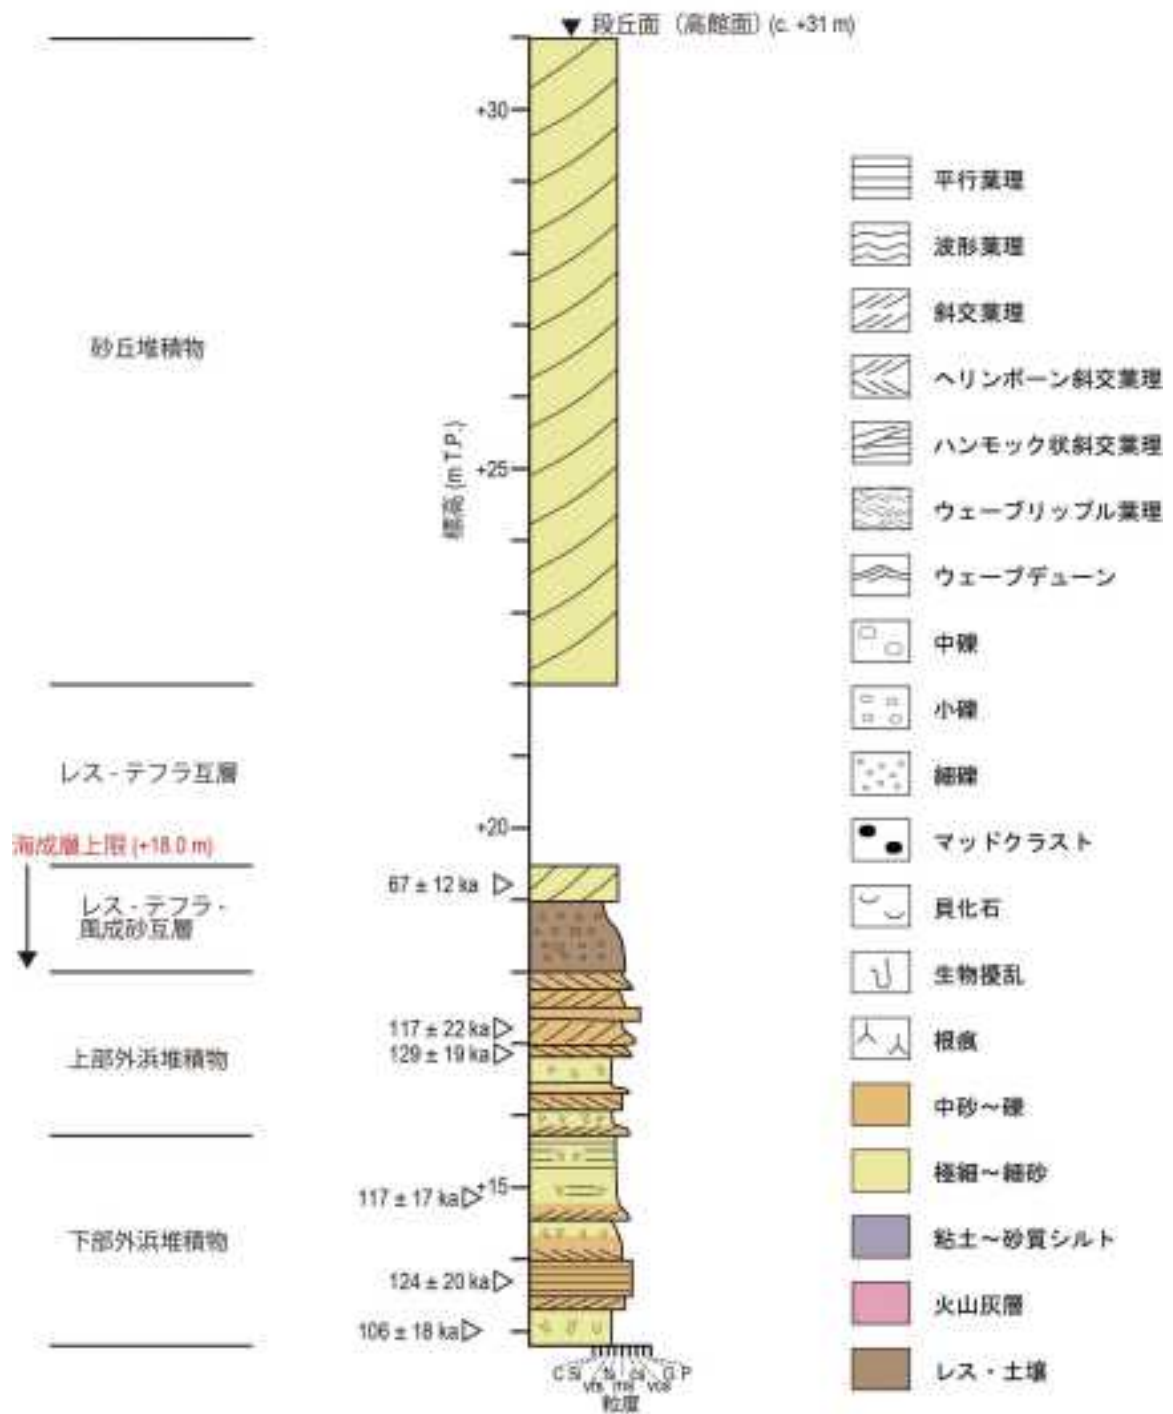 段丘面 (高館面) (c. +31 m)
+30
砂丘堆積物
標高 (m T.P.)
+25
レス - テフラ互層
+20
海成層上限 (+18.0 m)
67 ± 12 ka
レス - テフラ -
風成砂互層
117 ± 22 ka
129 ± 19 ka
上部外浜堆積物
+15
117 ± 17 ka
下部外浜堆積物
124 ± 20 ka
106 ± 18 ka
C Si fs cs G P
vfs ms vcs
粒度
平行葉理
波形葉理
斜交葉理
ヘリンボーン斜交葉理
ハンモック状斜交葉理
ウェーブリップル葉理
ウェーブデューン
中礫
小礫
細礫
マッドクラスト
貝化石
生物擾乱
根痕
中砂～礫
極細～細砂
粘土～砂質シルト
火山灰層
レス・土壌